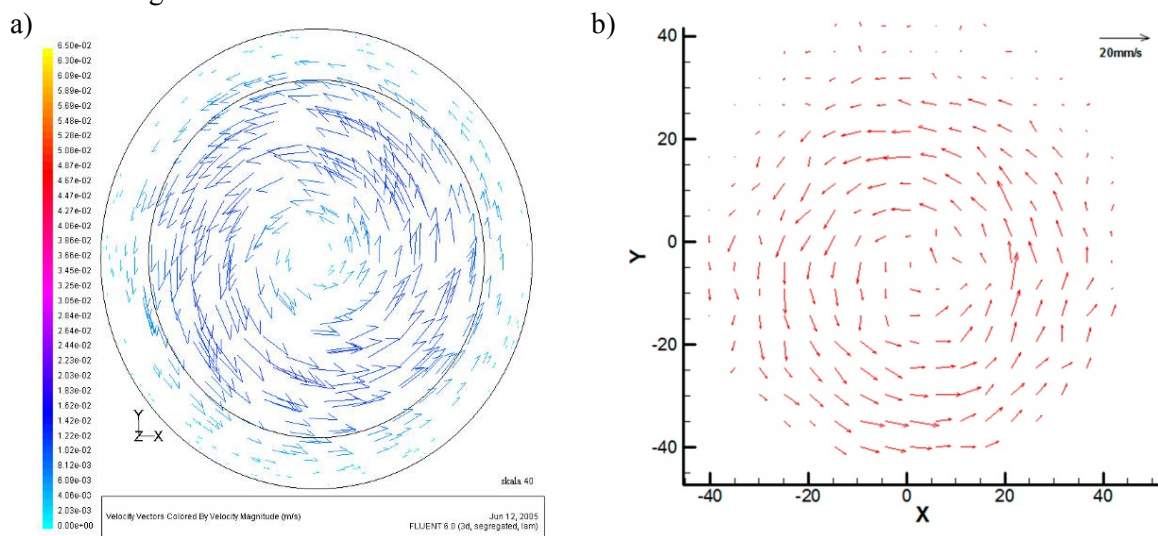 a)
6.50e-02
6.30e-02
6.09e-02
5.89e-02
5.69e-02
5.48e-02
5.28e-02
5.08e-02
4.87e-02
4.67e-02
4.47e-02
4.26e-02
4.06e-02
3.86e-02
3.66e-02
3.45e-02
3.25e-02
3.05e-02
2.84e-02
2.64e-02
2.44e-02
2.23e-02
2.03e-02
1.83e-02
1.62e-02
1.42e-02
1.22e-02
1.02e-02
8.12e-03
6.09e-03
4.06e-03
2.03e-03
0.00e+00
Y
Z X
skala 40
Velocity Vectors Colored By Velocity Magnitude (m/s)
Jun 12, 2005
FLUENT 6.0 (3d, segregated, lam)
b)
20mm/s
40
20
0
-20
-40
Y
-40 -20 0 20 40
X